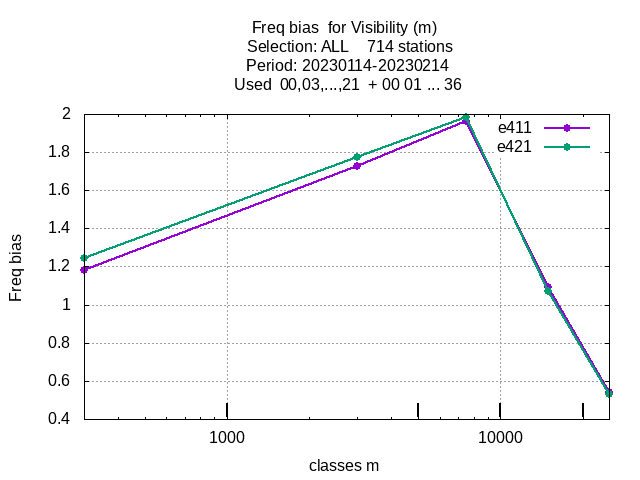 Freq bias  for Visibility (m)
Selection: ALL    714 stations
Period: 20230114-20230214
Used  00,03,...,21  + 00 01 ... 36
2
1.8
1.6
1.4
1.2
1
0.8
0.6
0.4
Freq bias
e411
e421
1000
10000
classes m